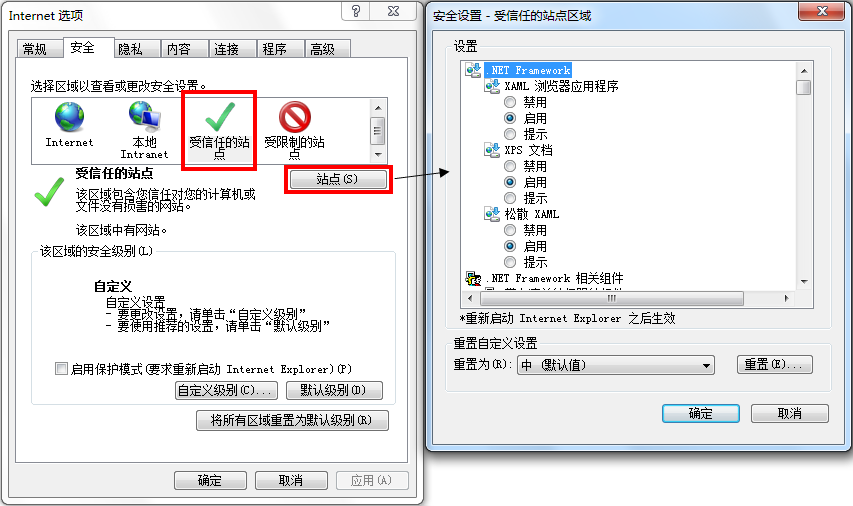 Internet 选项
常规
安全
隐私
内容
连接
程序
高级
选择区域以查看或更改安全设置。
Internet
本地
Intranet
受信任的站
点
受限制的站
点
受信任的站点
站点(S)
该区域包含您信任对您的计算机或
文件没有损害的网站。
该区域中有网站。
该区域的安全级别(L)
自定义
自定义设置
- 要更改设置,请单击“自定义级别”
- 要使用推荐的设置,请单击“默认级别”
启用保护模式(要求重新启动 Internet Explorer)(P)
自定义级别(C)...
默认级别(D)
将所有区域重置为默认级别(R)
确定
取消
应用(A)
安全设置 - 受信任的站点区域
设置
.NET Framework
XAML 浏览器应用程序
禁用
启用
提示
XPS 文档
禁用
启用
提示
松散 XAML
禁用
启用
提示
.NET Framework 相关组件
*重新启动 Internet Explorer 之后生效
重置自定义设置
重置为(R):
中 (默认值)
重置(E)...
确定
取消